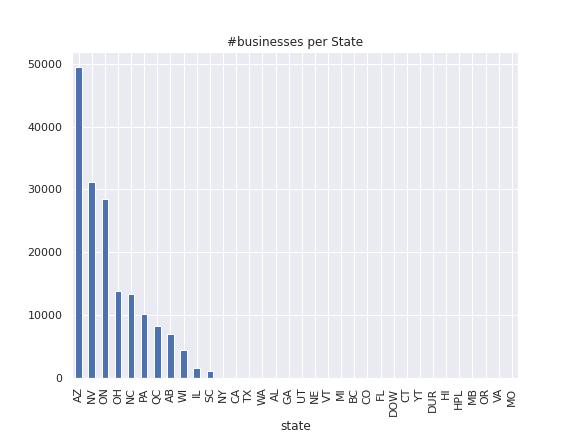 #businesses per State
50000
40000
30000
20000
10000
0
AZ NV ON OH NC PA QC AB WI IL SC NY CA TX WA AL GA UT NE VT MI BC CO FL DOW CT YT DUR HI HPL MB OR VA MO
state